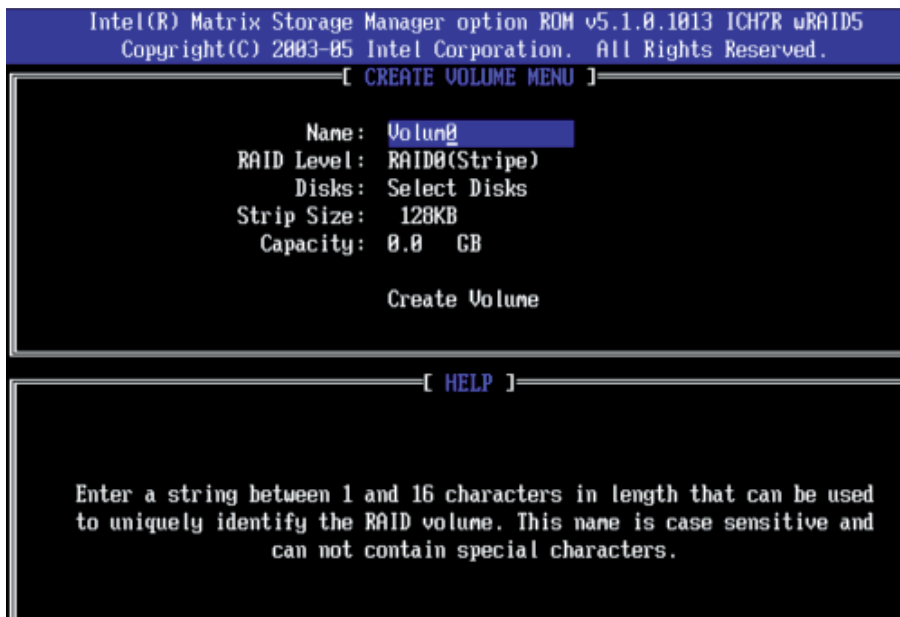 Intel(R) Matrix Storage Manager option ROM v5.1.0.1013 ICH7R wRAID5
Copyright(C) 2003-05 Intel Corporation. All Rights Reserved.
[ CREATE VOLUME MENU ]
Name: Volum0
RAID Level: RAID0(Stripe)
Disks: Select Disks
Strip Size: 128KB
Capacity: 0.0 GB
Create Volume
[ HELP ]
Enter a string between 1 and 16 characters in length that can be used
to uniquely identify the RAID volume. This name is case sensitive and
can not contain special characters.